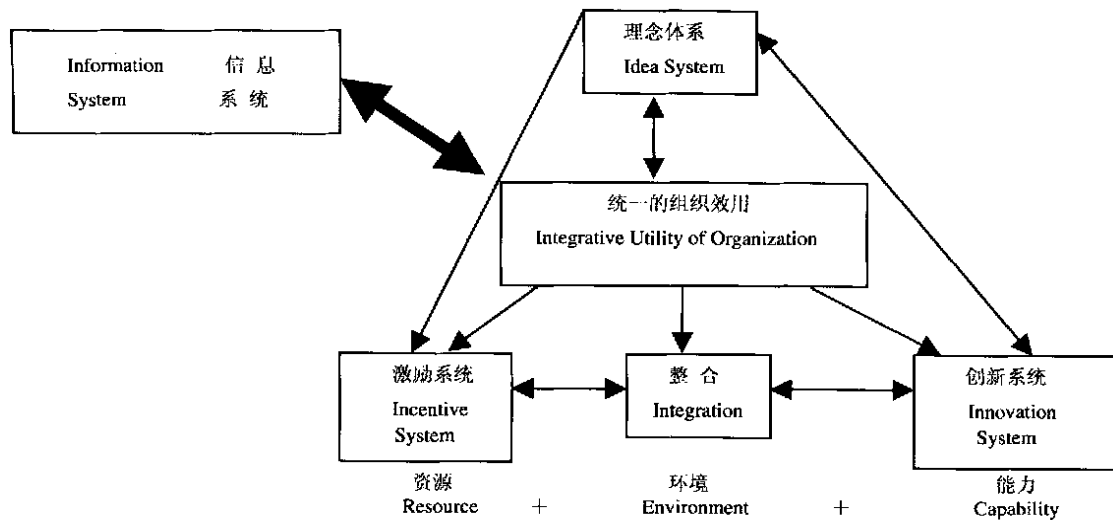 理念体系
Idea System
Information 信 息
System 系 统
统一的组织效用
Integrative Utility of Organization
激励系统
Incentive
System
整 合
Integration
创新系统
Innovation
System
资源 环境 能力
Resource + Environment + Capability